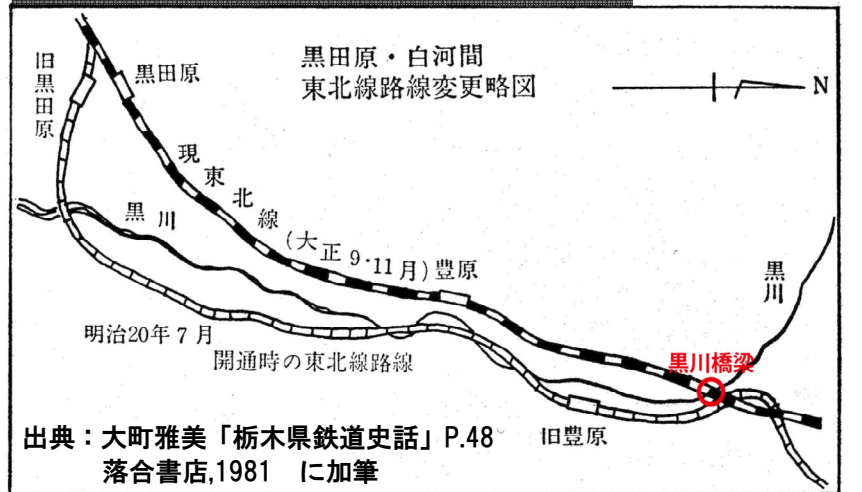 黒田原・白河間
東北線路線変更略図
N
旧黒田原
黒田原
現東北線
(大正9・11月)
豊原
黒川
黒川
明治20年7月
開通時の東北線路線
黒川橋梁
旧豊原
出典：大町雅美「栃木県鉄道史話」P.48
落合書店,1981 に加筆